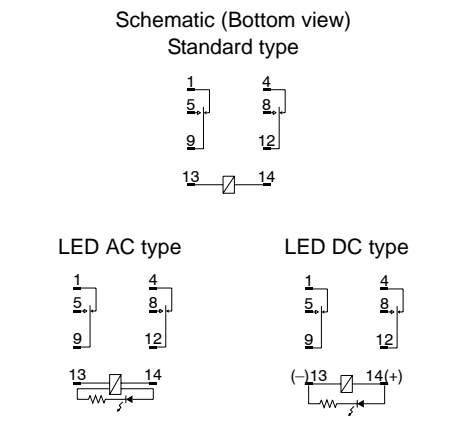 Schematic (Bottom view)
Standard type
1 4
5 8
9 12
13 14
LED AC type LED DC type
1 4 1 4
5 8 5 8
9 12 9 12
13 14 (–)13 14(+)